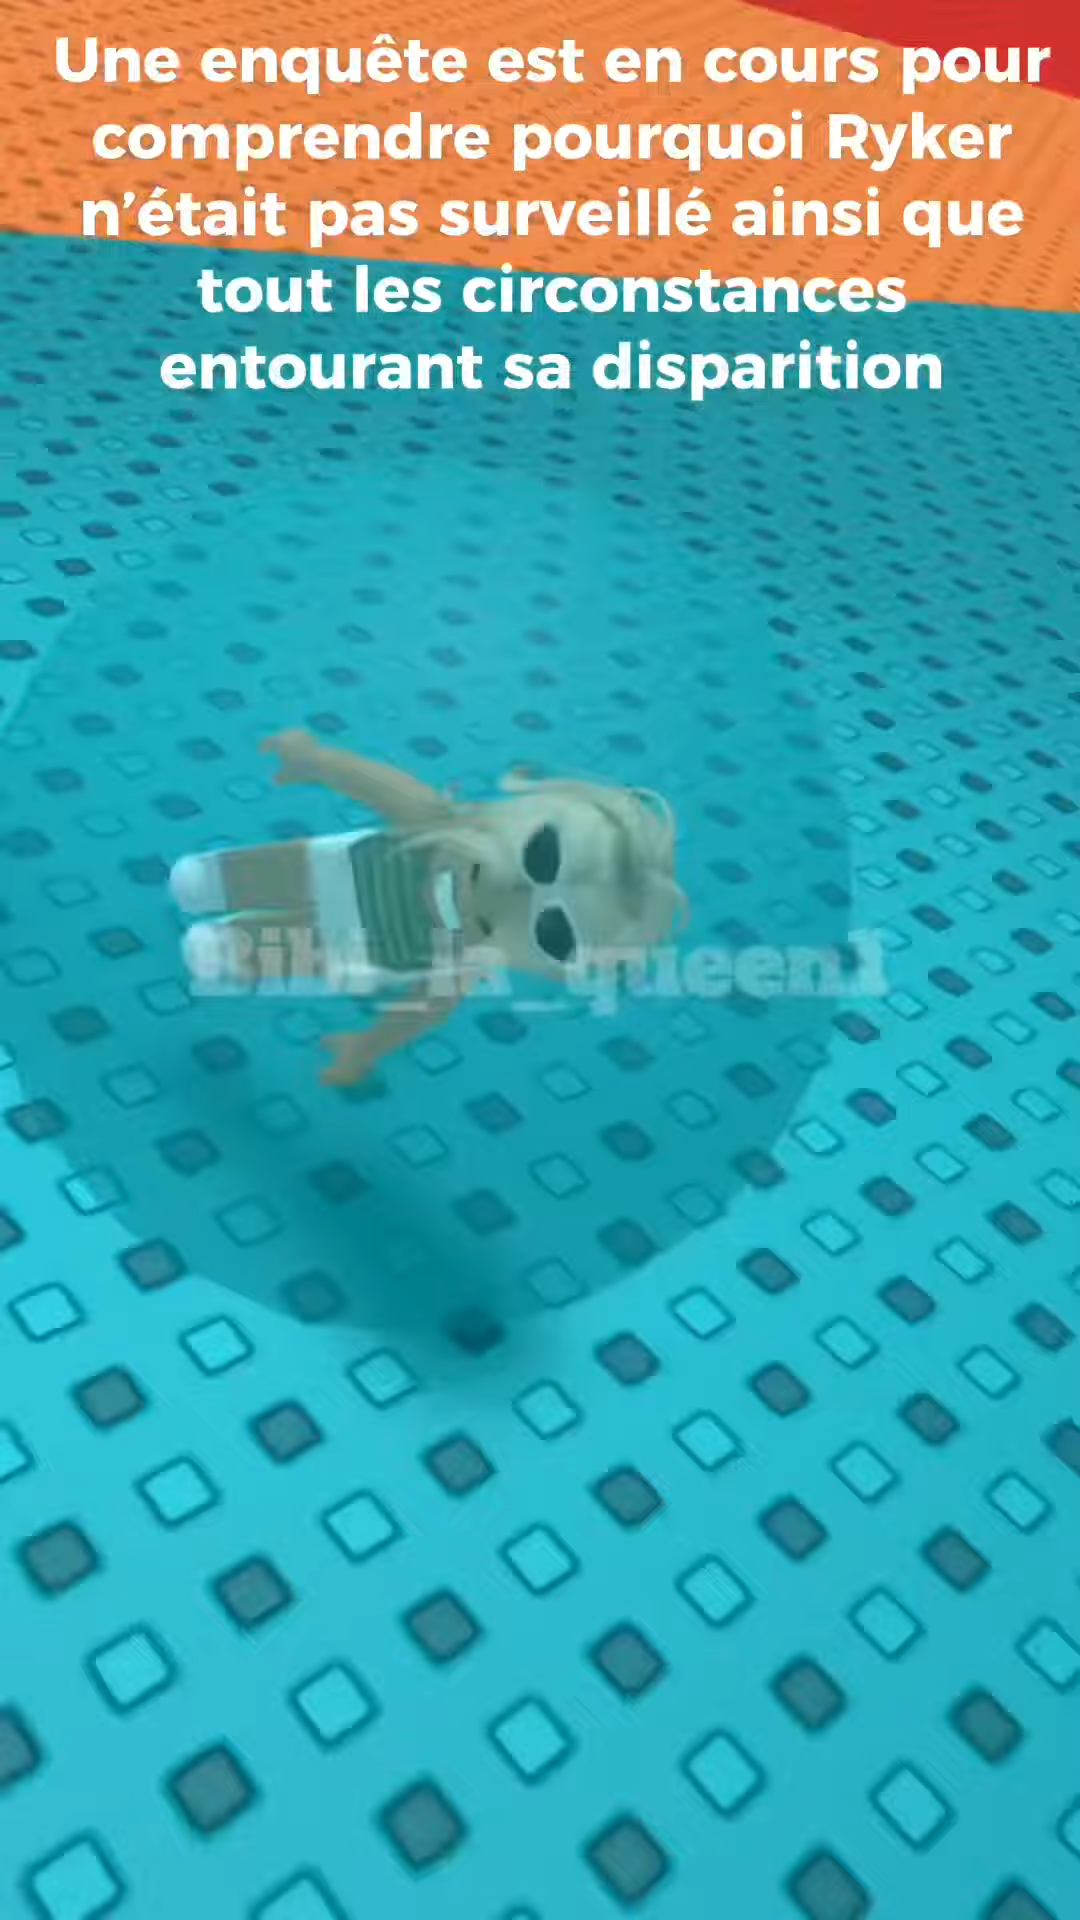 Une enquête est en cours pour
comprendre pourquoi Ryker
n’était pas surveillé ainsi que
tout les circonstances
entourant sa disparition
Bibi_la_queen1